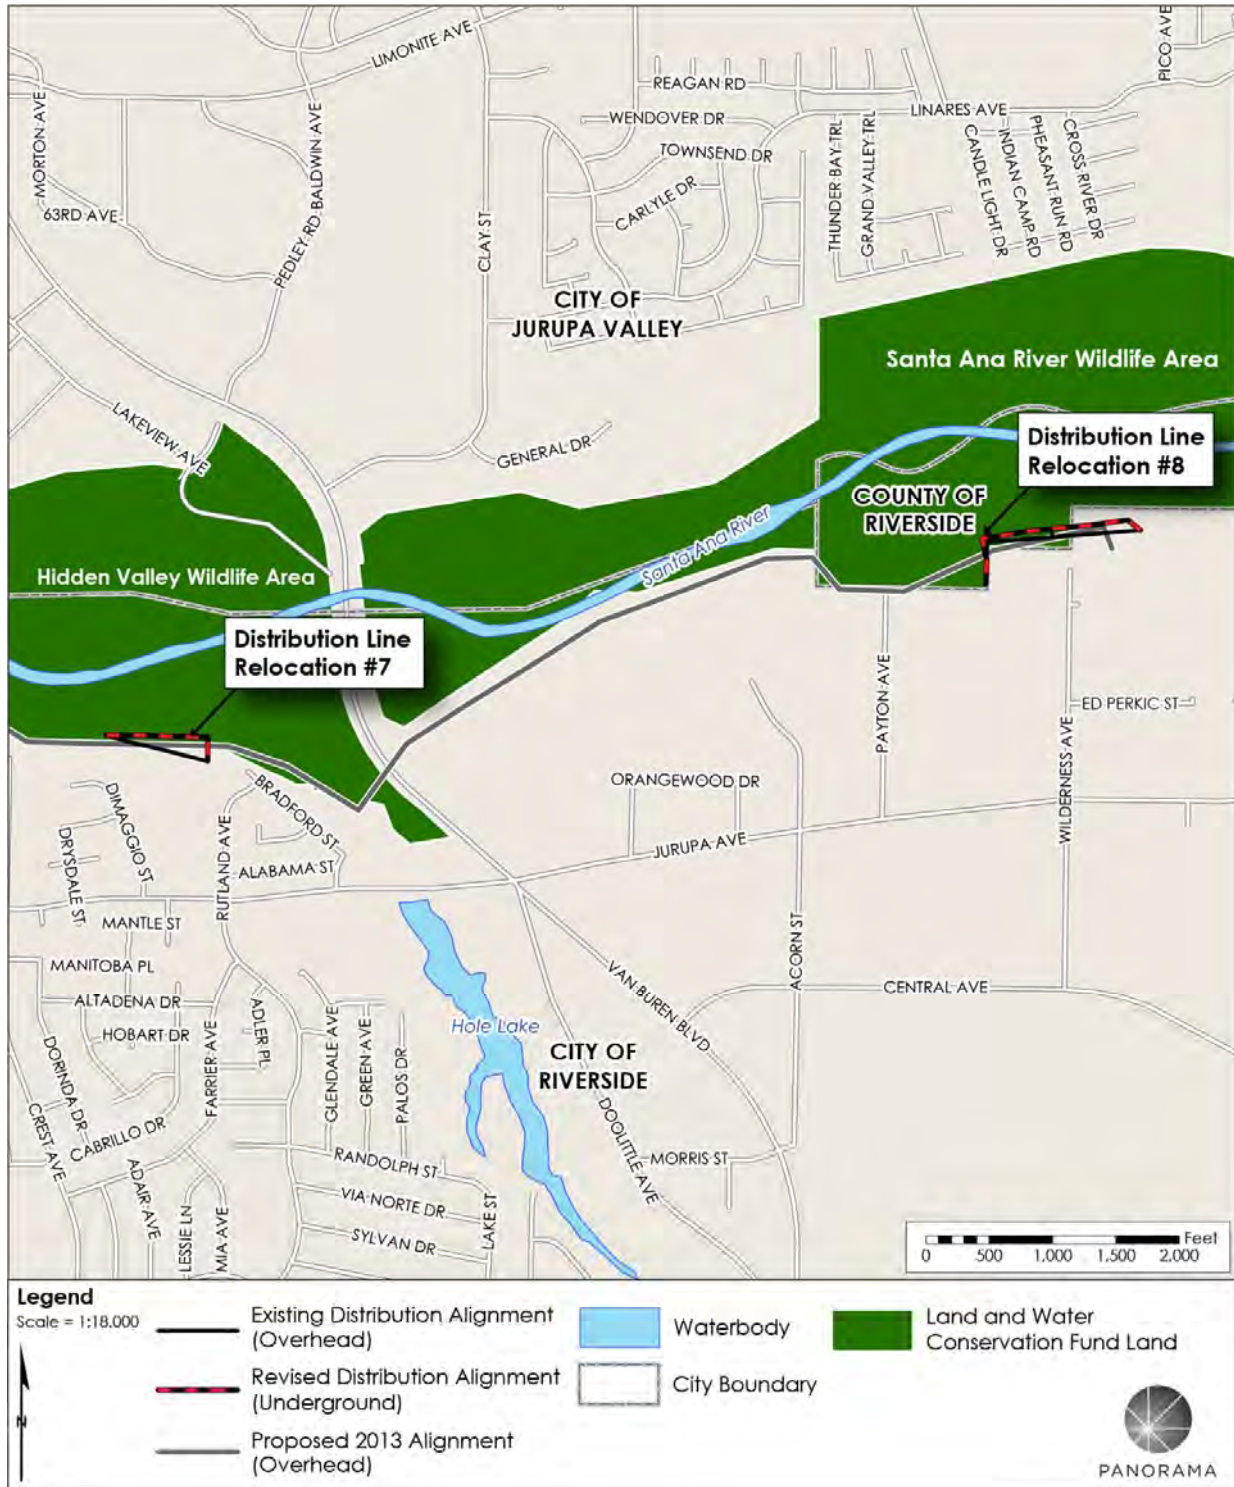 LIMONITE AVE
PICO AVE
REAGAN RD
WENDOVER DR
LINARES AVE
TOWNSEND DR
CARLYLE DR
THUNDER BAY TRL
GRAND VALLEY TRL
CANDLE LIGHT DR
INDIAN CAMP RD
PHEASANT RUN RD
CROSS RIVER DR
MORTON AVE
63RD AVE
PEDLEY RD
BALDWIN AVE
CLAY ST
CITY OF
JURUPA VALLEY
Santa Ana River Wildlife Area
LAKEVIEW AVE
GENERAL DR
Distribution Line
Relocation #8
COUNTY OF
RIVERSIDE
Santa Ana River
Hidden Valley Wildlife Area
Distribution Line
Relocation #7
PAYTON AVE
ED PERKIC ST
WILDERNESS AVE
ORANGEWOOD DR
JURUPA AVE
BRADFORD ST
DIMAGGIO ST
DRYSDALE ST
RUTLAND AVE
ALABAMA ST
MANTLE ST
MANITOBA PL
ALTADENA DR
HOBART DR
ADLER PL
FARRIER AVE
DORINDA DR
CREST AVE
CABRILLO DR
ADAIR AVE
LESSIE LN
MIA AVE
GLENDALE AVE
GREEN AVE
PALOS DR
RANDOLPH ST
VIA NORTE DR
SYLVAN DR
LAKE ST
Hole Lake
CITY OF
RIVERSIDE
VAN BUREN BLVD
DOOLITTLE AVE
ACORN ST
CENTRAL AVE
MORRIS ST
Feet
0 500 1,000 1,500 2,000
Legend
Scale = 1:18,000
N
Existing Distribution Alignment
(Overhead)
Revised Distribution Alignment
(Underground)
Proposed 2013 Alignment
(Overhead)
Waterbody
City Boundary
Land and Water
Conservation Fund Land
PANORAMA